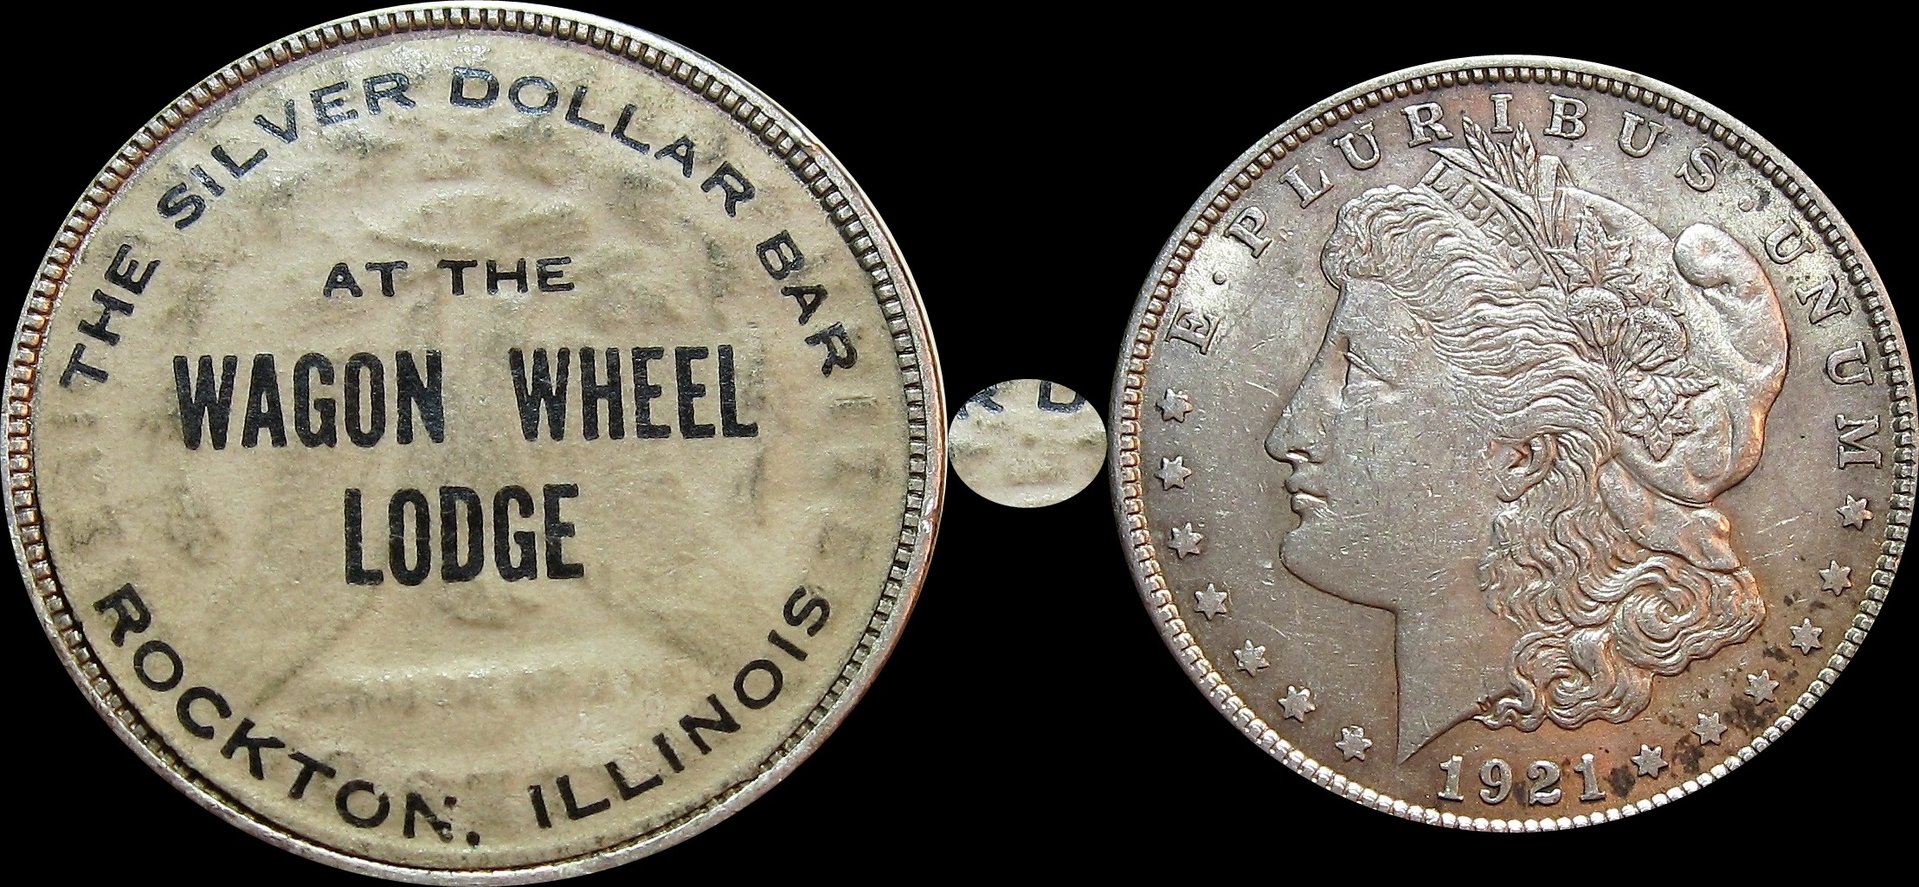 THE SILVER DOLLAR BAR
AT THE
WAGON WHEEL
LODGE
ROCKTON, ILLINOIS
R D
E · PLURIBUS · UNUM
LIBERTY
1921